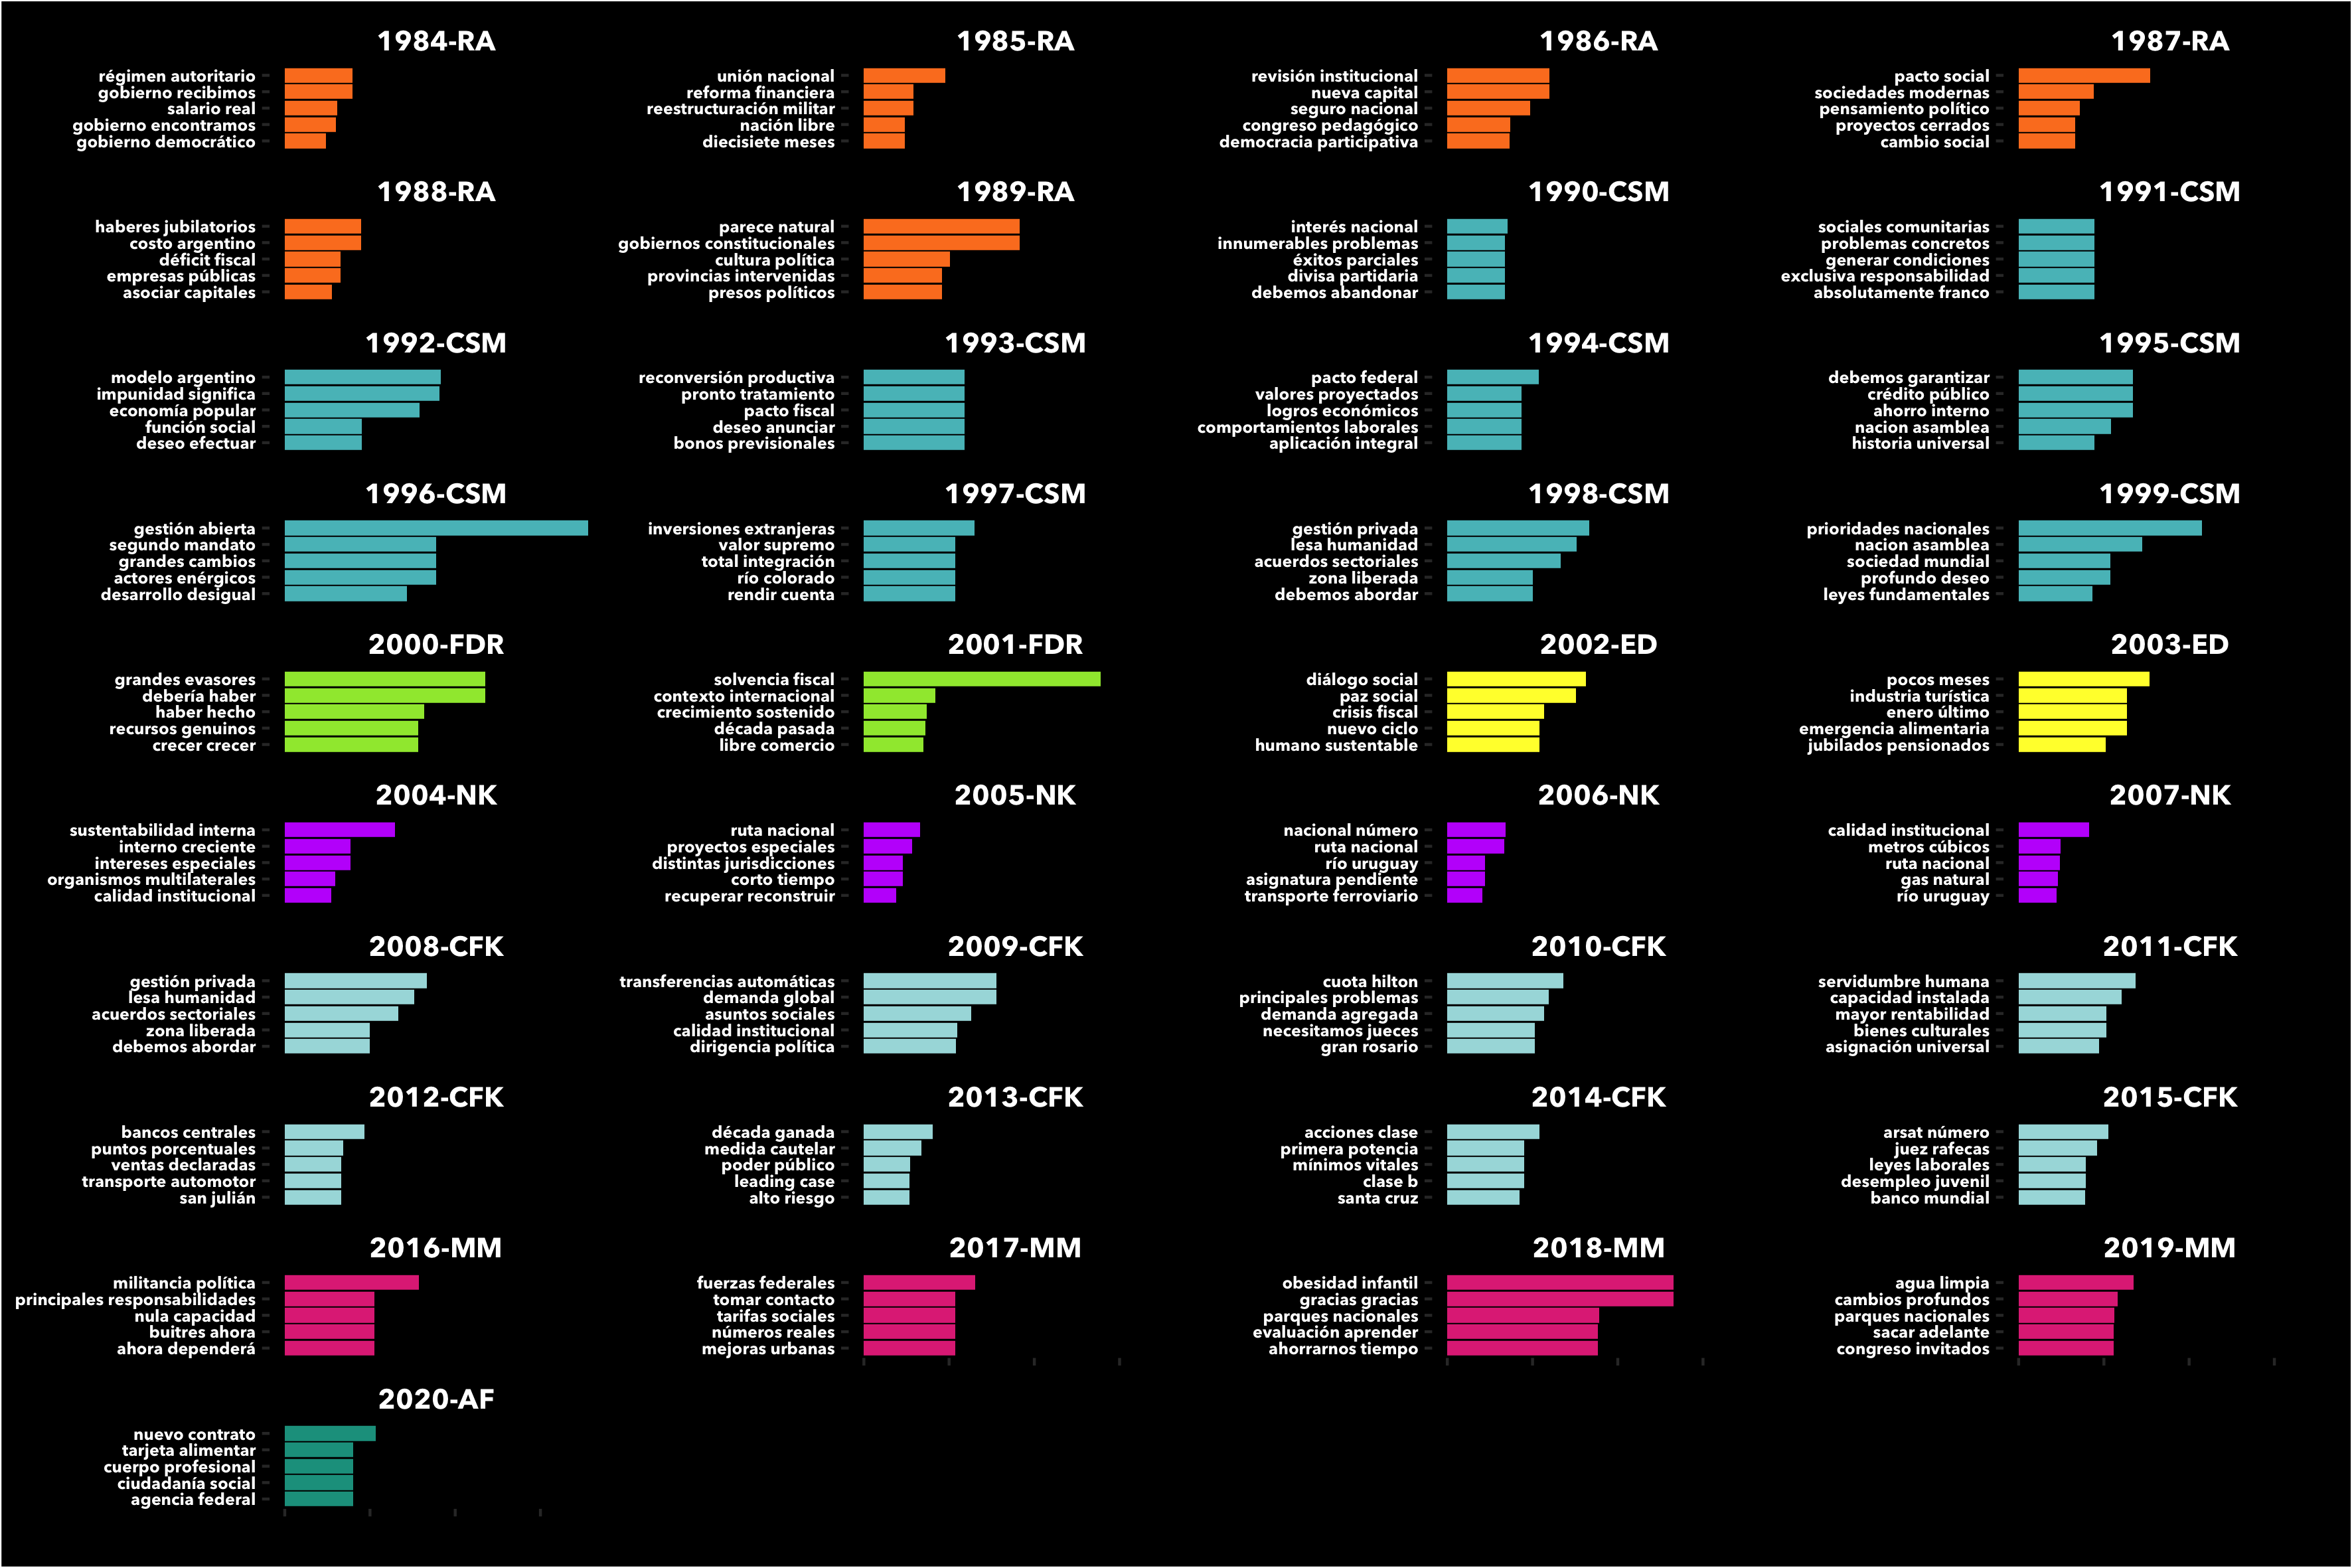 1984-RA
régimen autoritario
gobierno recibimos
salario real
gobierno encontramos
gobierno democrático
1985-RA
unión nacional
reforma financiera
reestructuración militar
nación libre
diecisiete meses
1986-RA
revisión institucional
nueva capital
seguro nacional
congreso pedagógico
democracia participativa
1987-RA
pacto social
sociedades modernas
pensamiento político
proyectos cerrados
cambio social
1988-RA
haberes jubilatorios
costo argentino
déficit fiscal
empresas públicas
asociar capitales
1989-RA
parece natural
gobiernos constitucionales
cultura política
provincias intervenidas
presos políticos
1990-CSM
interés nacional
innumerables problemas
éxitos parciales
divisa partidaria
debemos abandonar
1991-CSM
sociales comunitarias
problemas concretos
generar condiciones
exclusiva responsabilidad
absolutamente franco
1992-CSM
modelo argentino
impunidad significa
economía popular
función social
deseo efectuar
1993-CSM
reconversión productiva
pronto tratamiento
pacto fiscal
deseo anunciar
bonos previsionales
1994-CSM
pacto federal
valores proyectados
logros económicos
comportamientos laborales
aplicación integral
1995-CSM
debemos garantizar
crédito público
ahorro interno
nacion asamblea
historia universal
1996-CSM
gestión abierta
segundo mandato
grandes cambios
actores enérgicos
desarrollo desigual
1997-CSM
inversiones extranjeras
valor supremo
total integración
río colorado
rendir cuenta
1998-CSM
gestión privada
lesa humanidad
acuerdos sectoriales
zona liberada
debemos abordar
1999-CSM
prioridades nacionales
nacion asamblea
sociedad mundial
profundo deseo
leyes fundamentales
2000-FDR
grandes evasores
debería haber
haber hecho
recursos genuinos
crecer crecer
2001-FDR
solvencia fiscal
contexto internacional
crecimiento sostenido
década pasada
libre comercio
2002-ED
diálogo social
paz social
crisis fiscal
nuevo ciclo
humano sustentable
2003-ED
pocos meses
industria turística
enero último
emergencia alimentaria
jubilados pensionados
2004-NK
sustentabilidad interna
interno creciente
intereses especiales
organismos multilaterales
calidad institucional
2005-NK
ruta nacional
proyectos especiales
distintas jurisdicciones
corto tiempo
recuperar reconstruir
2006-NK
nacional número
ruta nacional
río uruguay
asignatura pendiente
transporte ferroviario
2007-NK
calidad institucional
metros cúbicos
ruta nacional
gas natural
río uruguay
2008-CFK
gestión privada
lesa humanidad
acuerdos sectoriales
zona liberada
debemos abordar
2009-CFK
transferencias automáticas
demanda global
asuntos sociales
calidad institucional
dirigencia política
2010-CFK
cuota hilton
principales problemas
demanda agregada
necesitamos jueces
gran rosario
2011-CFK
servidumbre humana
capacidad instalada
mayor rentabilidad
bienes culturales
asignación universal
2012-CFK
bancos centrales
puntos porcentuales
ventas declaradas
transporte automotor
san julián
2013-CFK
década ganada
medida cautelar
poder público
leading case
alto riesgo
2014-CFK
acciones clase
primera potencia
mínimos vitales
clase b
santa cruz
2015-CFK
arsat número
juez rafecas
leyes laborales
desempleo juvenil
banco mundial
2016-MM
militancia política
principales responsabilidades
nula capacidad
buitres ahora
ahora dependerá
2017-MM
fuerzas federales
tomar contacto
tarifas sociales
números reales
mejoras urbanas
2018-MM
obesidad infantil
gracias gracias
parques nacionales
evaluación aprender
ahorrarnos tiempo
2019-MM
agua limpia
cambios profundos
parques nacionales
sacar adelante
congreso invitados
2020-AF
nuevo contrato
tarjeta alimentar
cuerpo profesional
ciudadanía social
agencia federal